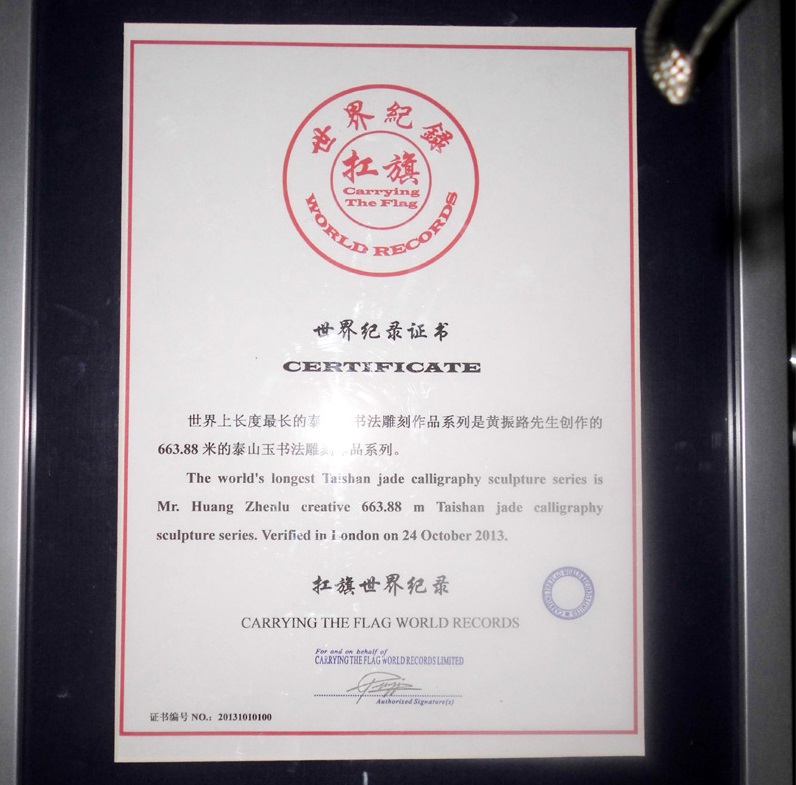 世界紀錄
扛旗
Carrying
The Flag
WORLD RECORDS
世界纪录证书
CERTIFICATE
世界上长度最长的泰 书法雕刻作品系列是黄振路先生创作的
663.88 米的泰山玉书法雕刻 品系列。
The world's longest Taishan jade calligraphy sculpture series is
Mr. Huang Zhenlu creative 663.88 m Taishan jade calligraphy
sculpture series. Verified in London on 24 October 2013.
扛旗世界纪录
CARRYING THE FLAG WORLD RECORDS
For and on behalf of
CARRYING THE FLAG WORLD RECORDS LIMITED
Authorized Signature(s)
证书编号 NO.: 20131010100